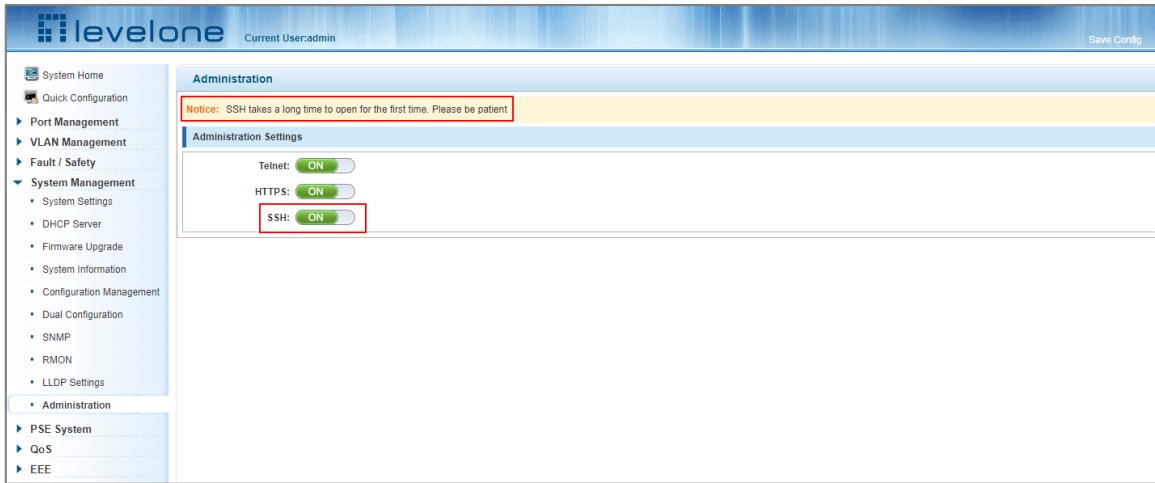 levelone
Current User:admin
Save Config
System Home
Quick Configuration
Port Management
VLAN Management
Fault / Safety
System Management
System Settings
DHCP Server
Firmware Upgrade
System Information
Configuration Management
Dual Configuration
SNMP
RMON
LLDP Settings
Administration
PSE System
QoS
EEE
Administration
Notice: SSH takes a long time to open for the first time. Please be patient
Administration Settings
Telnet: ON
HTTPS: ON
SSH: ON